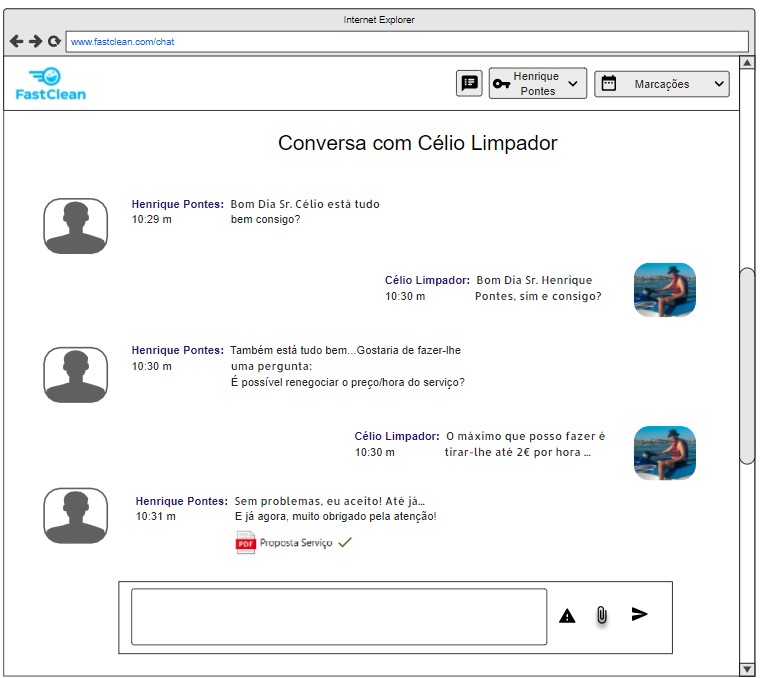 Internet Explorer
www.fastclean.com/chat
FastClean
Henrique
Pontes
Marcações
Conversa com Célio Limpador
Henrique Pontes: Bom Dia Sr. Célio está tudo
10:29 m bem consigo?
Célio Limpador: Bom Dia Sr. Henrique
10:30 m Pontes, sim e consigo?
Henrique Pontes: Também está tudo bem...Gostaria de fazer-lhe
10:30 m uma pergunta:
É possível renegociar o preço/hora do serviço?
Célio Limpador: O máximo que posso fazer é
10:30 m tirar-lhe até 2€ por hora ...
Henrique Pontes: Sem problemas, eu aceito! Até já...
10:31 m E já agora, muito obrigado pela atenção!
PDF Proposta Serviço